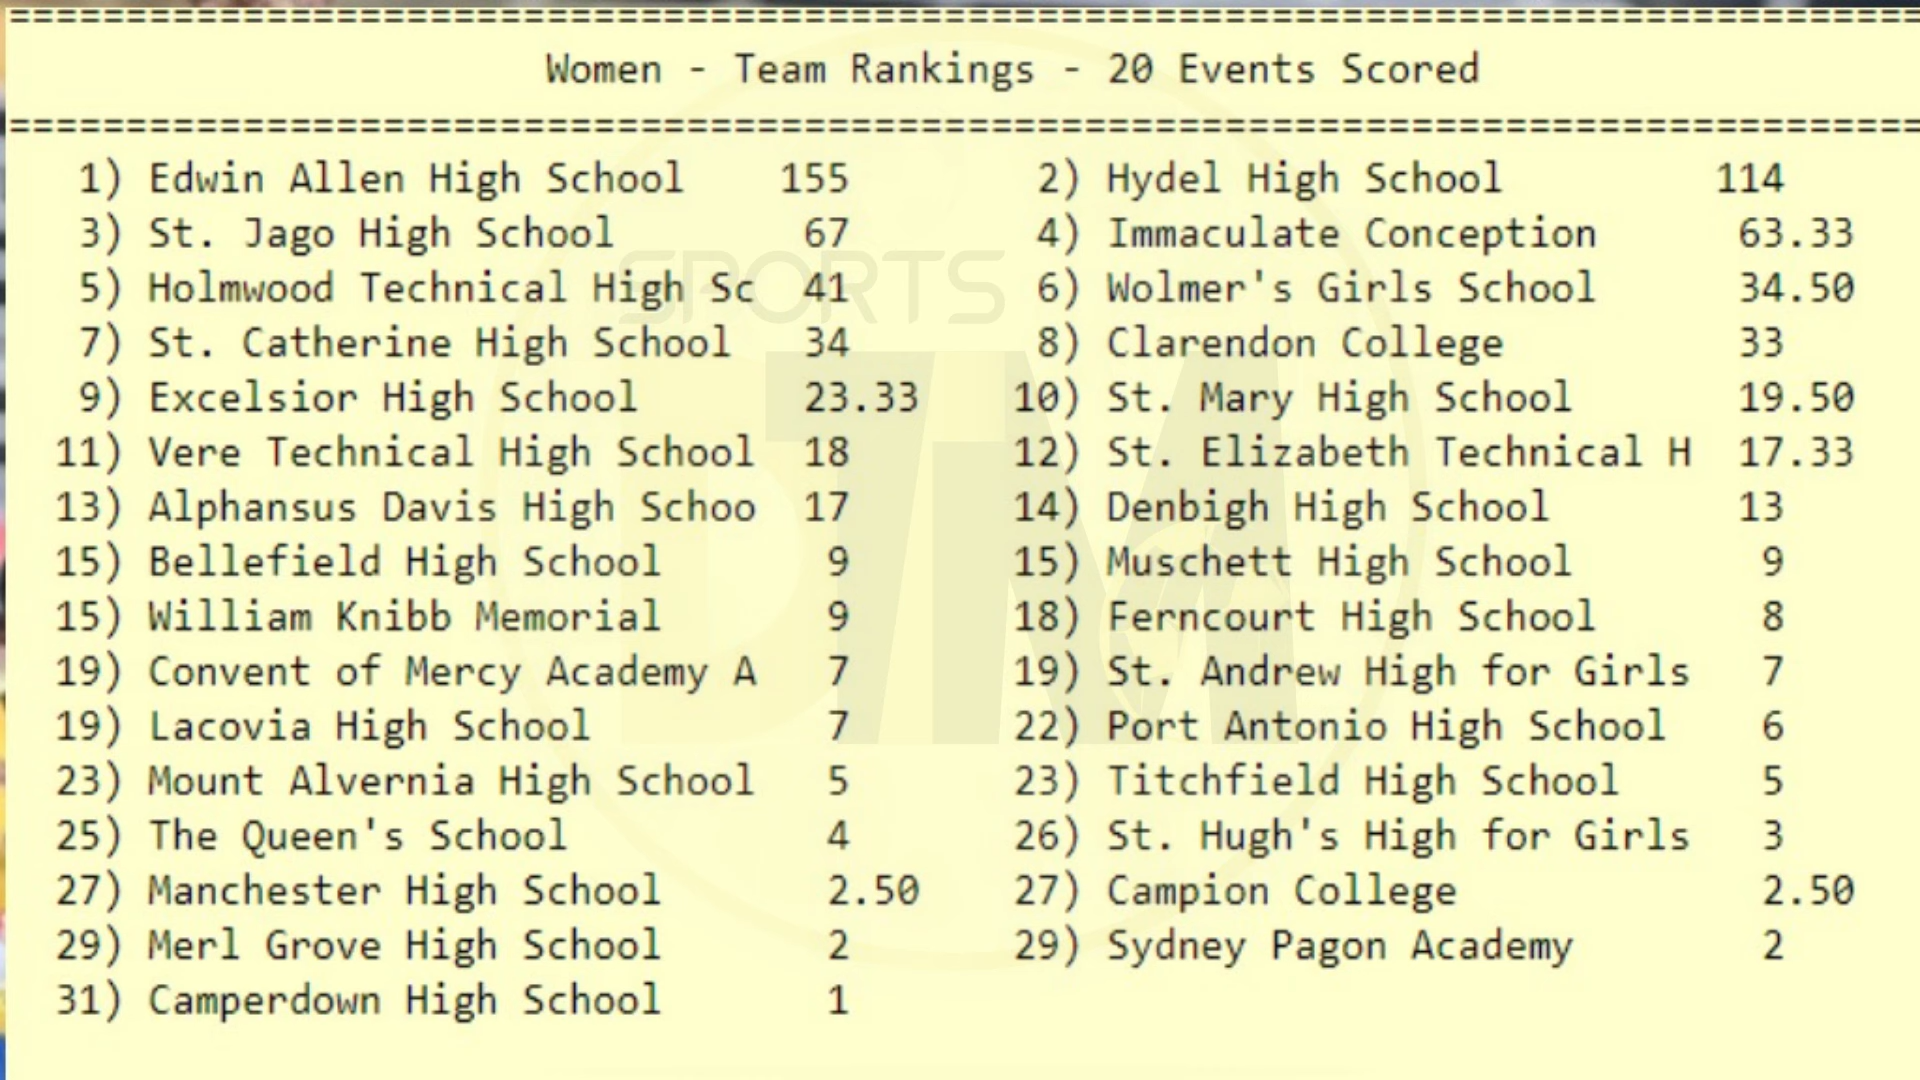 Women - Team Rankings - 20 Events Scored
1) Edwin Allen High School 155 2) Hydel High School 114
3) St. Jago High School 67 4) Immaculate Conception 63.33
5) Holmwood Technical High Sc 41 6) Wolmer's Girls School 34.50
7) St. Catherine High School 34 8) Clarendon College 33
9) Excelsior High School 23.33 10) St. Mary High School 19.50
11) Vere Technical High School 18 12) St. Elizabeth Technical H 17.33
13) Alphansus Davis High Schoo 17 14) Denbigh High School 13
15) Bellefield High School 9 15) Muschett High School 9
15) William Knibb Memorial 9 18) Ferncourt High School 8
19) Convent of Mercy Academy A 7 19) St. Andrew High for Girls 7
19) Lacovia High School 7 22) Port Antonio High School 6
23) Mount Alvernia High School 5 23) Titchfield High School 5
25) The Queen's School 4 26) St. Hugh's High for Girls 3
27) Manchester High School 2.50 27) Campion College 2.50
29) Merl Grove High School 2 29) Sydney Pagon Academy 2
31) Camperdown High School 1
SPORTS
DTM